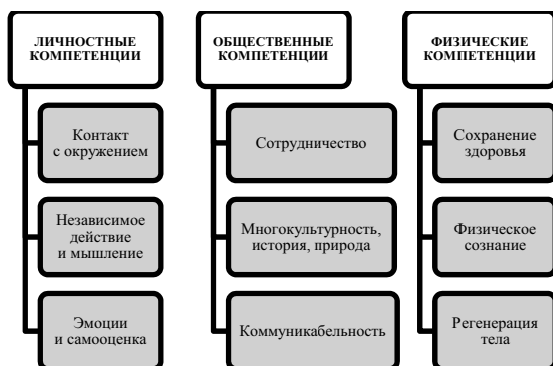 ЛИЧНОСТНЫЕ
КОМПЕТЕНЦИИ
Контакт
с окружением
Независимое
действие
и мышление
Эмоции
и самооценка
ОБЩЕСТВЕННЫЕ
КОМПЕТЕНЦИИ
Сотрудничество
Многокультурность,
история, природа
Коммуникабельность
ФИЗИЧЕСКИЕ
КОМПЕТЕНЦИИ
Сохранение
здоровья
Физическое
сознание
Регенерация
тела